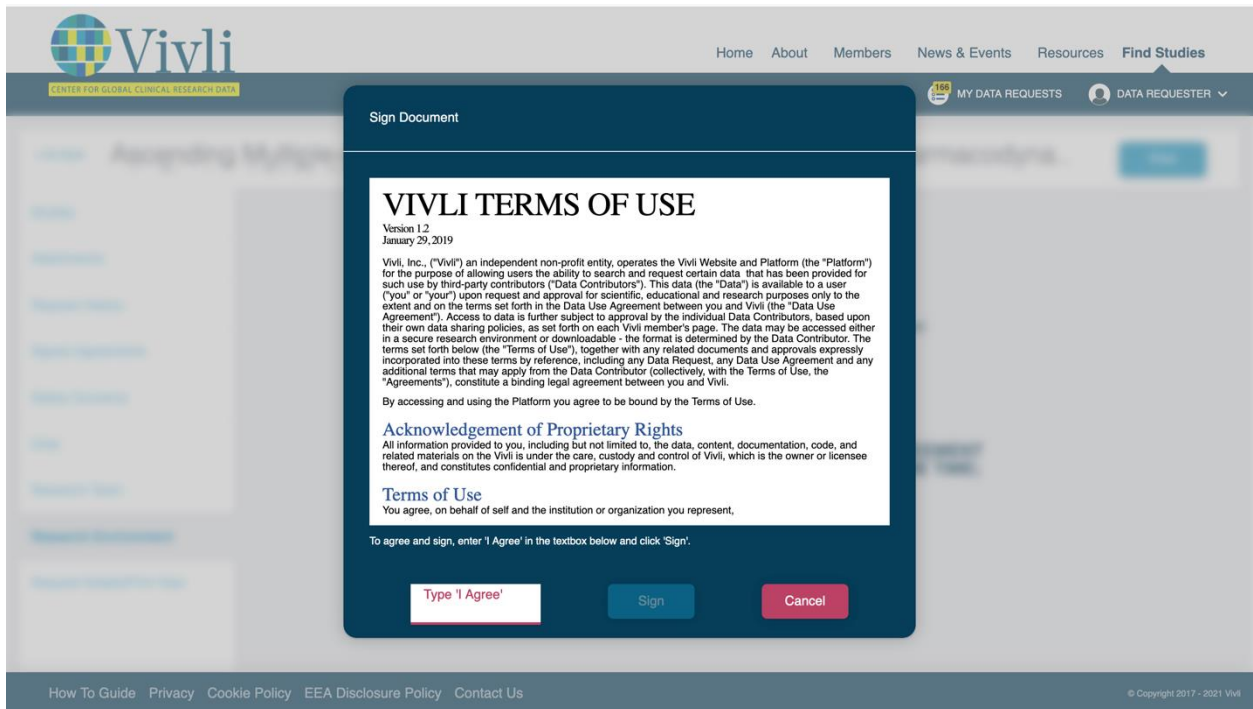 Vivli
CENTER FOR GLOBAL CLINICAL RESEARCH DATA
Home About Members News & Events Resources Find Studies
166 MY DATA REQUESTS DATA REQUESTER
Sign Document
VIVLI TERMS OF USE
Version 1.2
January 29, 2019
Vivli, Inc., ("Vivli") an independent non-profit entity, operates the Vivli Website and Platform (the "Platform")
for the purpose of allowing users the ability to search and request certain data that has been provided for
such use by third-party contributors ("Data Contributors"). This data (the "Data") is available to a user
("you" or "your") upon request and approval for scientific, educational and research purposes only to the
extent and on the terms set forth in the Data Use Agreement between you and Vivli (the "Data Use
Agreement"). Access to data is further subject to approval by the individual Data Contributors, based upon
their own data sharing policies, as set forth on each Vivli member's page. The data may be accessed either
in a secure research environment or downloadable - the format is determined by the Data Contributor. The
terms set forth below (the "Terms of Use"), together with any related documents and approvals expressly
incorporated into these terms by reference, including any Data Request, any Data Use Agreement and any
additional terms that may apply from the Data Contributor (collectively, with the Terms of Use, the
"Agreements"), constitute a binding legal agreement between you and Vivli.
By accessing and using the Platform you agree to be bound by the Terms of Use.
Acknowledgement of Proprietary Rights
All information provided to you, including but not limited to, the data, content, documentation, code, and
related materials on the Vivli is under the care, custody and control of Vivli, which is the owner or licensee
thereof, and constitutes confidential and proprietary information.
Terms of Use
You agree, on behalf of self and the institution or organization you represent,
To agree and sign, enter 'I Agree' in the textbox below and click 'Sign'.
Type 'I Agree'
Sign
Cancel
How To Guide Privacy Cookie Policy EEA Disclosure Policy Contact Us
© Copyright 2017 - 2021 Vivli